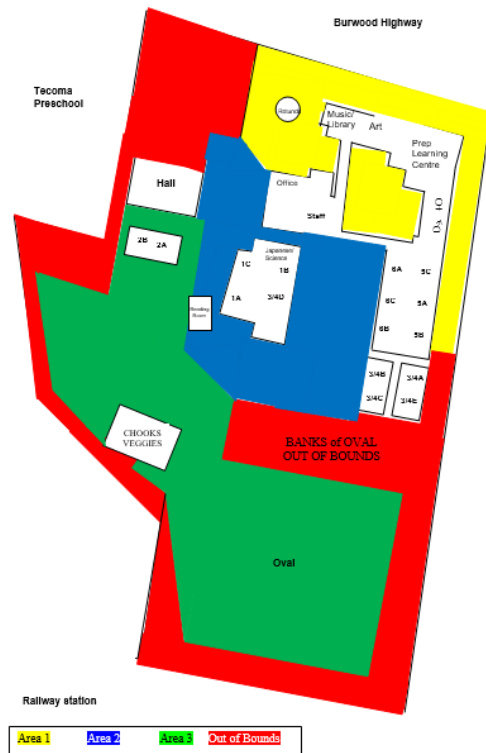 Burwood Highway
Tecoma
Preschool
Music/
Library
Art
Prep
Learning
Centre
Hall
Office
Staff
2B
2A
1C
Japanese/
Science
1B
1A
3/4D
6A
5C
6C
5A
6B
5B
3/4B
3/4A
3/4C
3/4E
CHOOKS
VEGGIES
BANKS of OVAL
OUT OF BOUNDS
Oval
Railway station
Area 1
Area 2
Area 3
Out of Bounds